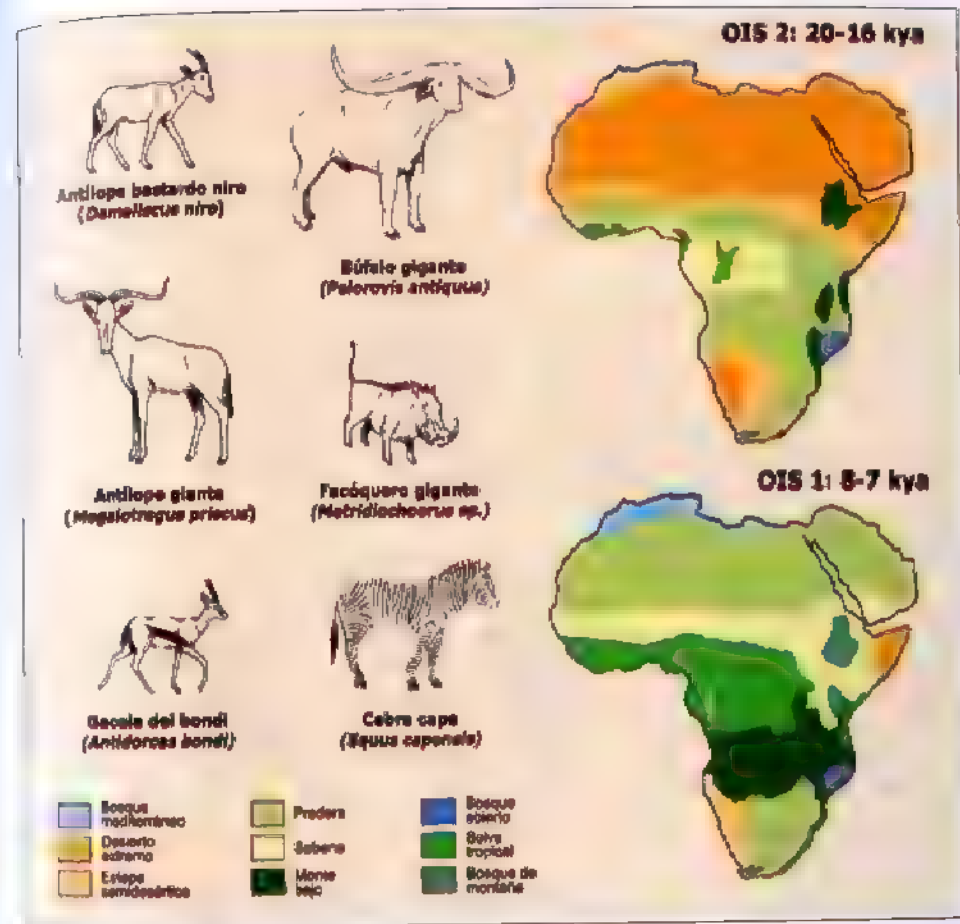 OIS 2: 20-16 kya
Antílope bastardo niro
(Damaliscus niro)
Búfalo gigante
(Pelorovis antiquus)
Antílope giante
(Megalotragus priscus)
Facóquero gigante
(Metridiochoerus sp.)
OIS 1: 8-7 kya
Gacela del bondi
(Antidorcas bondi)
Cebra capa
(Equus capensis)
Bosque
mediterráneo
Desierto
extremo
Estepa
semidesértica
Pradera
Sabana
Monte
bajo
Bosque
abierto
Selva
tropical
Bosque de
montaña